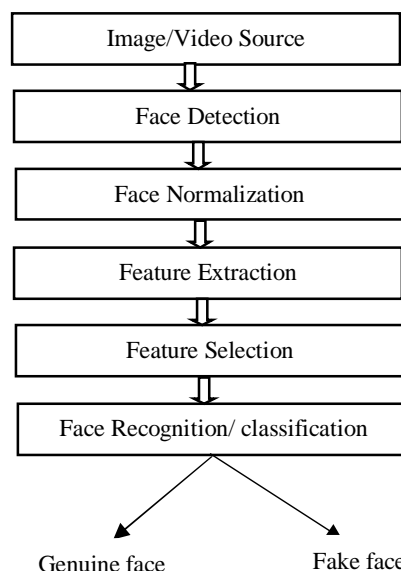 Image/Video Source
Face Detection
Face Normalization
Feature Extraction
Feature Selection
Face Recognition/ classification
Genuine face
Fake face